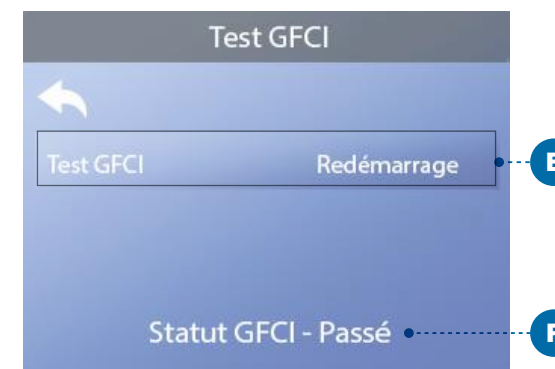 Test GFCI
Test GFCI Redémarrage E
Statut GFCI - Passé F